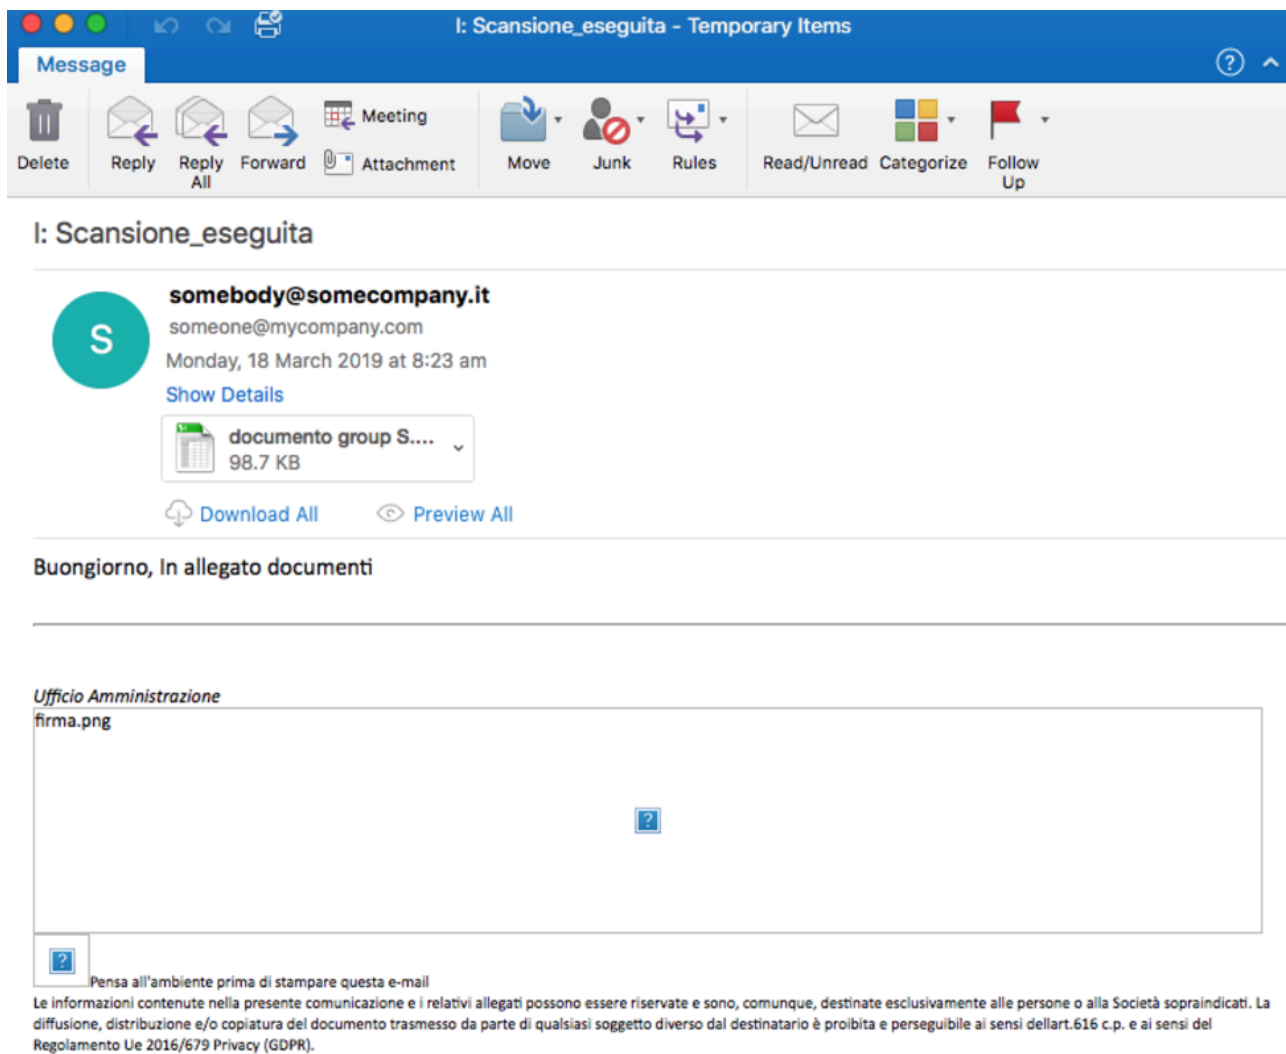 I: Scansione_eseguita - Temporary Items
Message
Delete
Reply
Reply All
Forward
Meeting
Attachment
Move
Junk
Rules
Read/Unread
Categorize
Follow Up
I: Scansione_eseguita
S
somebody@somecompany.it
someone@mycompany.com
Monday, 18 March 2019 at 8:23 am
Show Details
documento group S....
98.7 KB
Download All
Preview All
Buongiorno, In allegato documenti
Ufficio Amministrazione
firma.png
?
?
Pensa all'ambiente prima di stampare questa e-mail
Le informazioni contenute nella presente comunicazione e i relativi allegati possono essere riservate e sono, comunque, destinate esclusivamente alle persone o alla Società sopraindicati. La
diffusione, distribuzione e/o copiatura del documento trasmesso da parte di qualsiasi soggetto diverso dal destinatario è proibita e perseguibile ai sensi dellart.616 c.p. e ai sensi del
Regolamento Ue 2016/679 Privacy (GDPR).